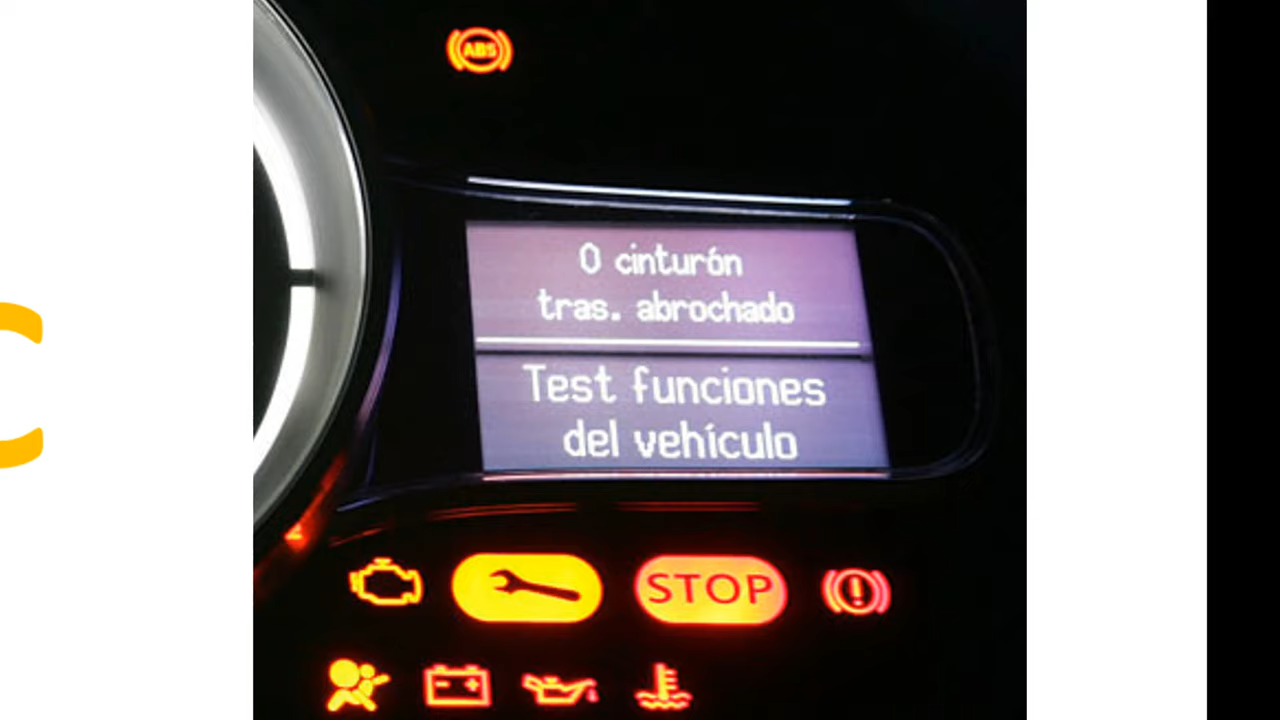 ABS
0 cinturón
tras. abrochado
Test funciones
del vehículo
STOP